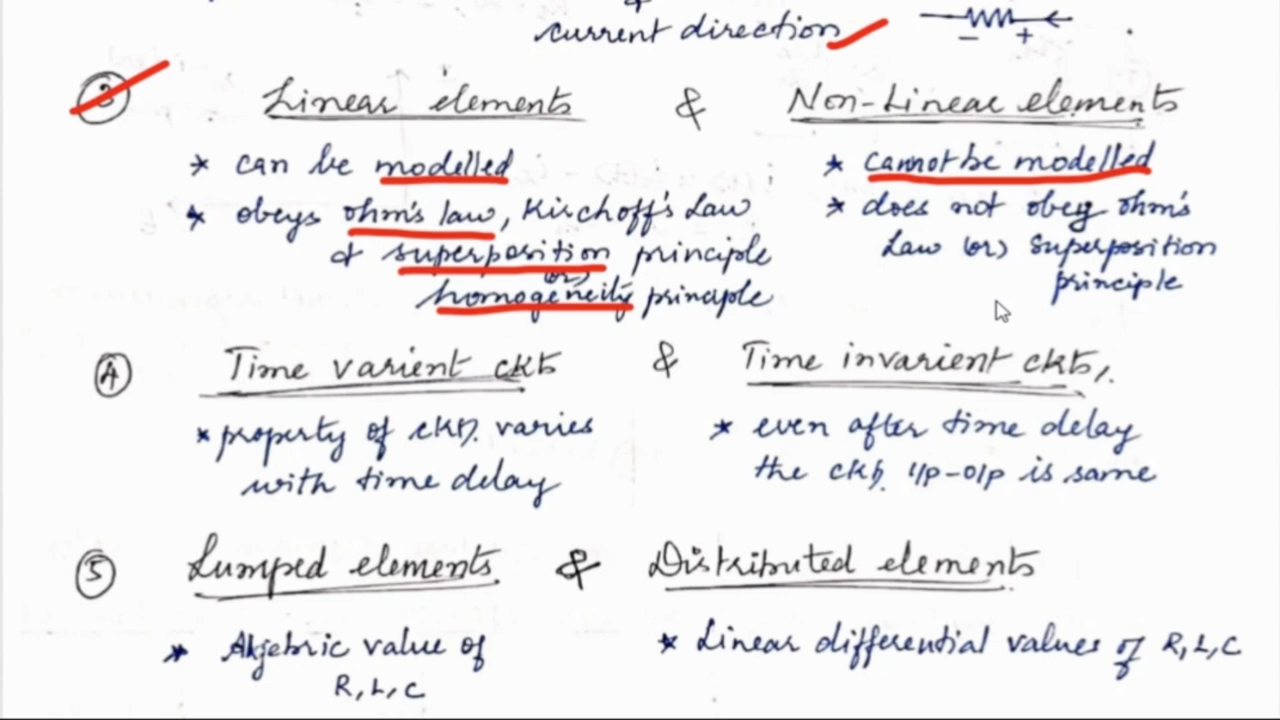 current direction
- +
③ Linear elements & Non-Linear elements
* can be modelled
* obeys ohm's law, Kirchoff's Law
& superposition principle
(or)
homogeneity principle
* cannot be modelled
* does not obey ohm's
Law (or) Superposition
principle
④ Time varient ckts & Time invarient ckts,
* property of ckt. varies
with time delay
* even after time delay
the ckt, i/p-o/p is same
⑤ Lumped elements & Distributed elements
* Algebric value of
R, L, C
* Linear differential values of R, L, C